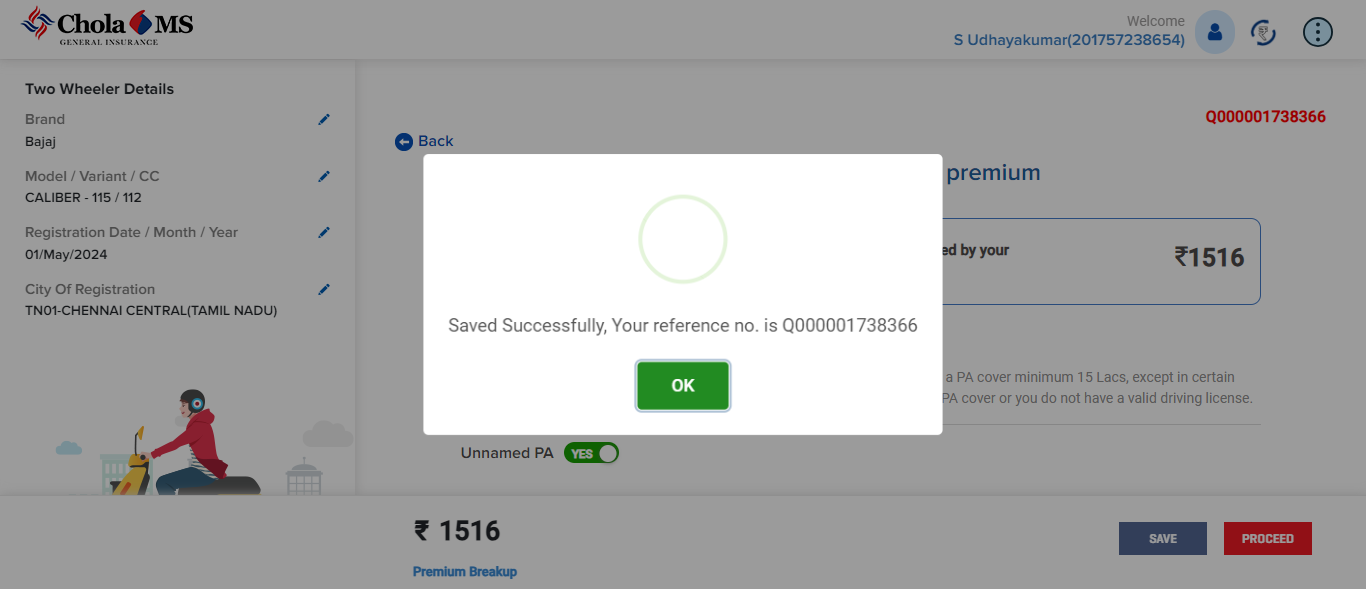 Chola MS
GENERAL INSURANCE
Welcome
S Udhayakumar(201757238654)
Two Wheeler Details
Brand
Bajaj
Model / Variant / CC
CALIBER - 115 / 112
Registration Date / Month / Year
01/May/2024
City Of Registration
TN01-CHENNAI CENTRAL(TAMIL NADU)
Q000001738366
Back
premium
ed by your
₹1516
Saved Successfully, Your reference no. is Q000001738366
OK
a PA cover minimum 15 Lacs, except in certain
PA cover or you do not have a valid driving license.
Unnamed PA YES
₹ 1516
Premium Breakup
SAVE
PROCEED